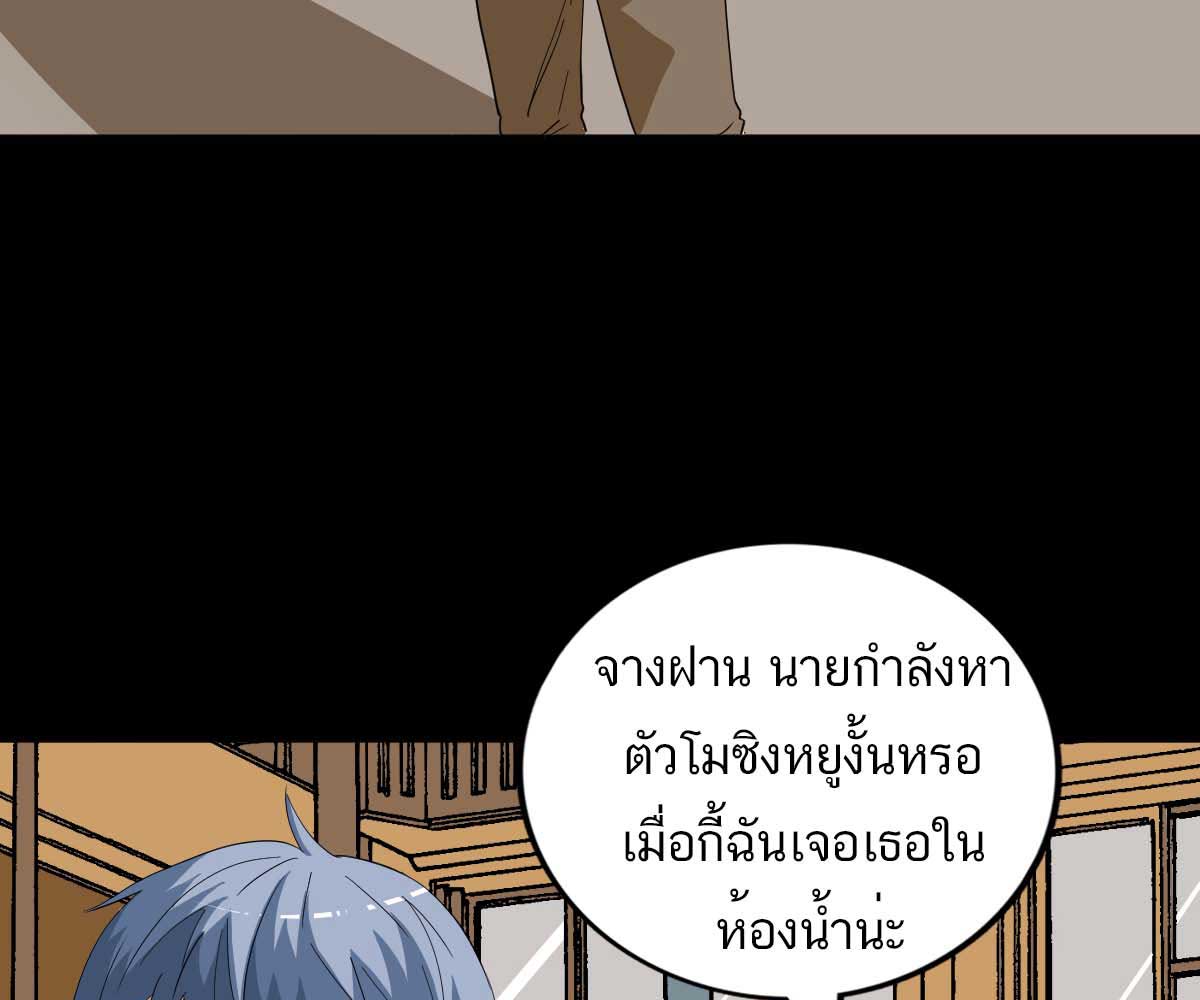 จางฝาน นายกำลังหา
ตัวโมซิงหยูงั้นหรอ
เมื่อกี้ฉันเจอเธอใน
ห้องน้ำน่ะ